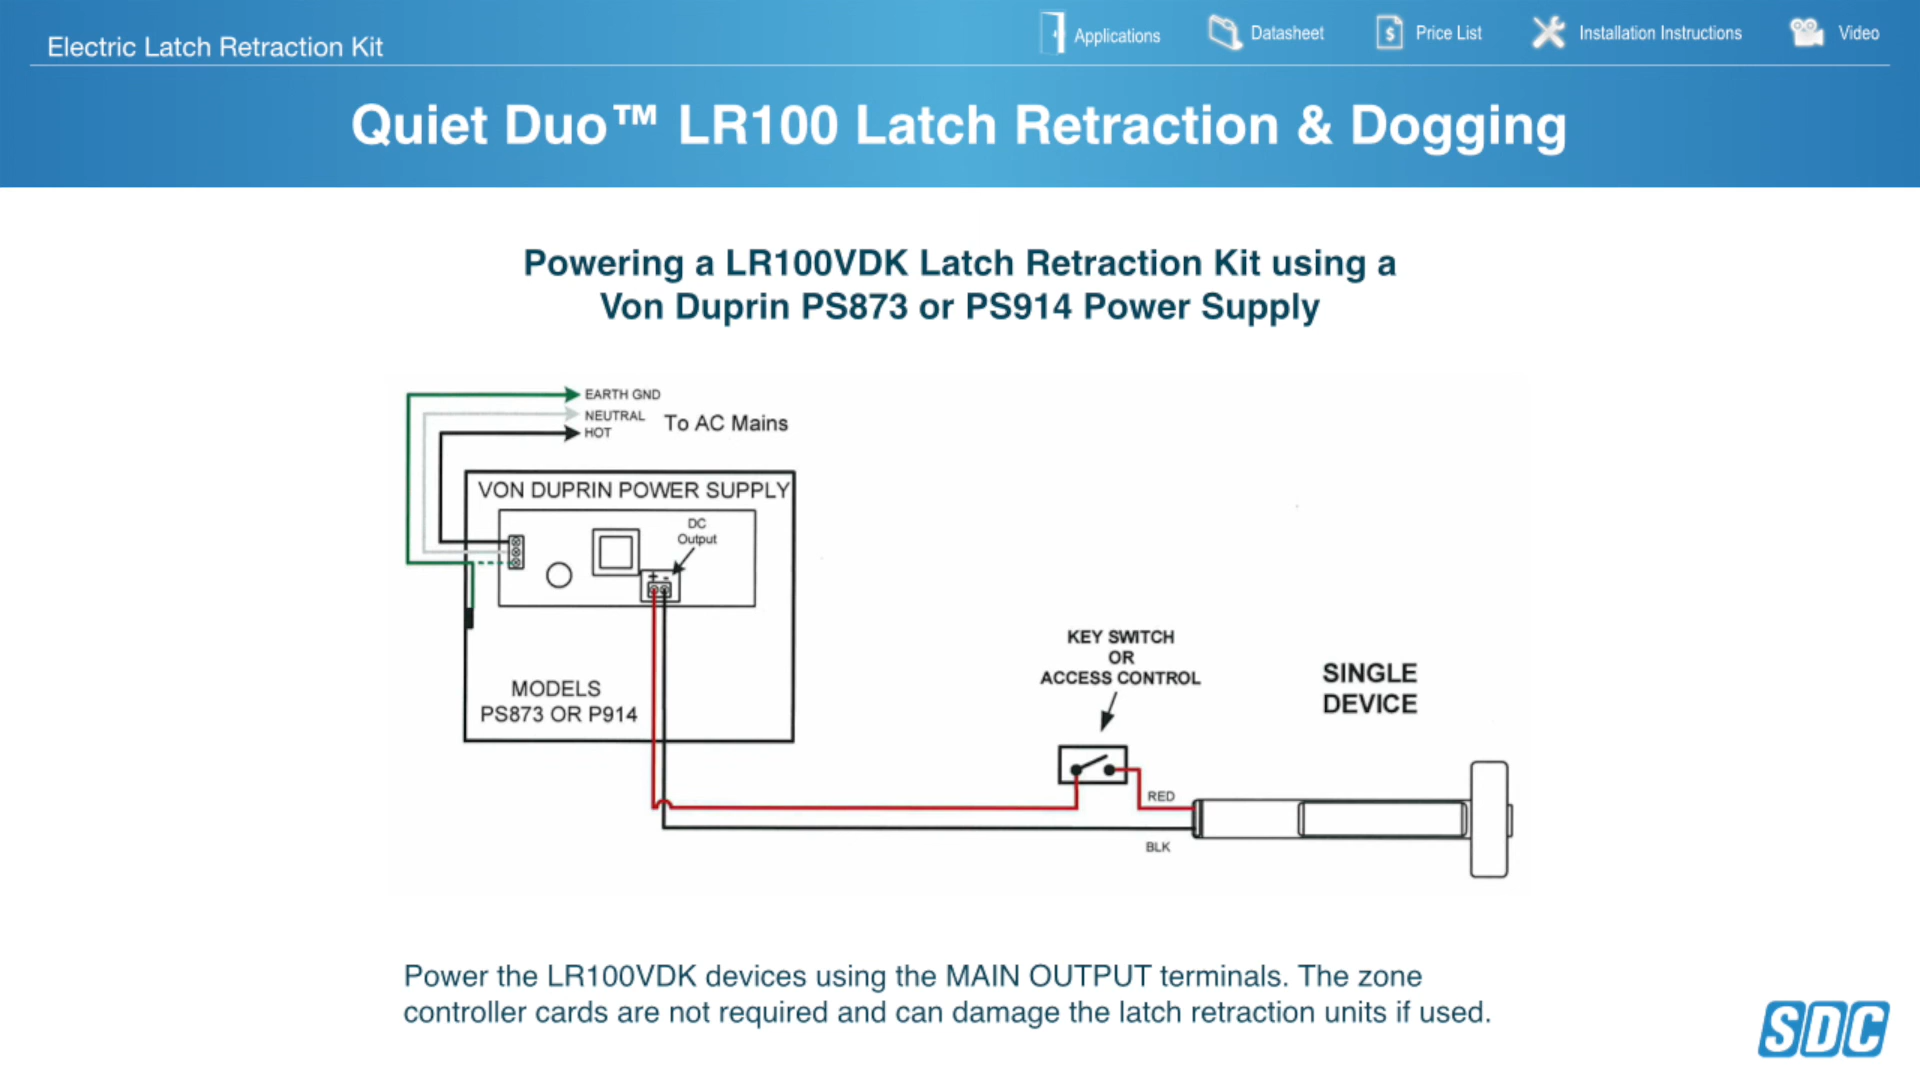 Electric Latch Retraction Kit
Applications
Datasheet
Price List
Installation Instructions
Video
Quiet Duo™ LR100 Latch Retraction & Dogging
Powering a LR100VDK Latch Retraction Kit using a
Von Duprin PS873 or PS914 Power Supply
EARTH GND
NEUTRAL
HOT
To AC Mains
VON DUPRIN POWER SUPPLY
DC
Output
+ -
MODELS
PS873 OR P914
KEY SWITCH
OR
ACCESS CONTROL
SINGLE
DEVICE
RED
BLK
Power the LR100VDK devices using the MAIN OUTPUT terminals. The zone
controller cards are not required and can damage the latch retraction units if used.
SDC